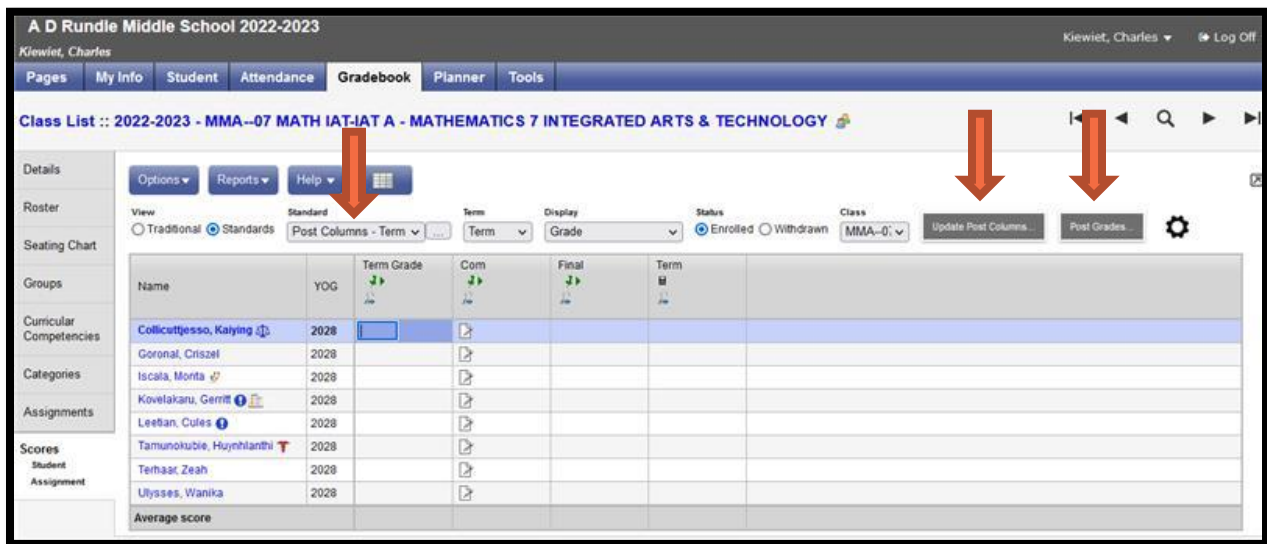 A D Rundle Middle School 2022-2023
Kiewiet, Charles
Kiewiet, Charles Log Off
Pages My Info Student Attendance Gradebook Planner Tools
Class List :: 2022-2023 - MMA--07 MATH IAT-IAT A - MATHEMATICS 7 INTEGRATED ARTS & TECHNOLOGY
Details
Roster
Seating Chart
Groups
Curricular
Competencies
Categories
Assignments
Scores
Student
Assignment
Options Reports Help
View Standard Term Display Status Class
Traditional Standards Post Columns - Term ... Term Grade Enrolled Withdrawn MMA--0 Update Post Columns... Post Grades...
Name YOG Term Grade Com Final Term
Collicuttjesso, Kaiying 2028
Goronal, Criszel 2028
Iscala, Morita 2028
Kovelakaru, Gerritt 2028
Leetian, Cules 2028
Tamunokubie, Huynhlanthi 2028
Terhaar, Zeah 2028
Ulysses, Wanika 2028
Average score